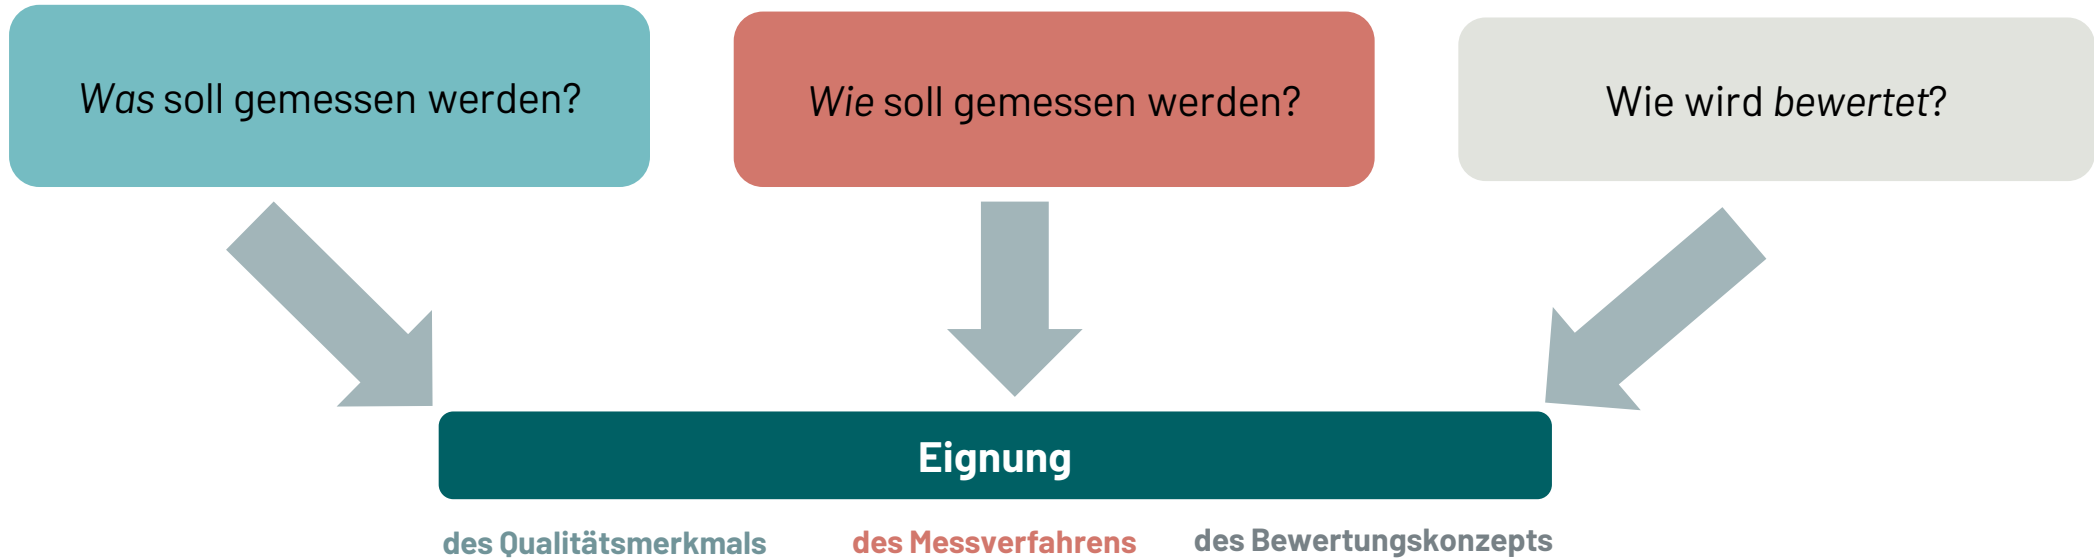 Was soll gemessen werden?
Wie soll gemessen werden?
Wie wird bewertet?
Eignung
des Qualitätsmerkmals
des Messverfahrens
des Bewertungskonzepts